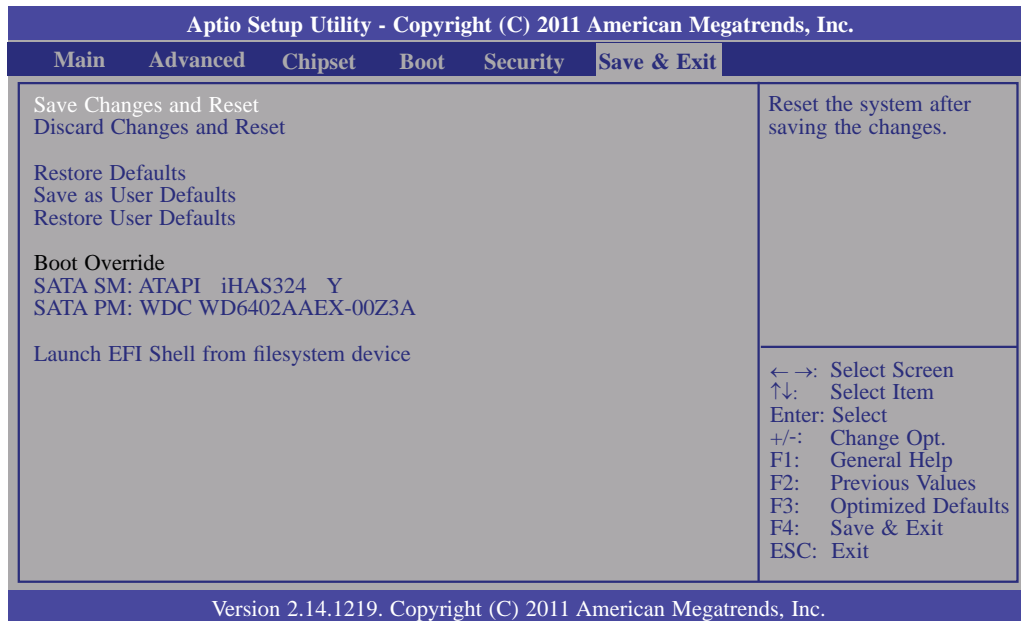 Aptio Setup Utility - Copyright (C) 2011 American Megatrends, Inc.
Main Advanced Chipset Boot Security Save & Exit
Save Changes and Reset
Discard Changes and Reset
Restore Defaults
Save as User Defaults
Restore User Defaults
Boot Override
SATA SM: ATAPI iHAS324 Y
SATA PM: WDC WD6402AAEX-00Z3A
Launch EFI Shell from filesystem device
Reset the system after
saving the changes.
← →: Select Screen
↑↓: Select Item
Enter: Select
+/-: Change Opt.
F1: General Help
F2: Previous Values
F3: Optimized Defaults
F4: Save & Exit
ESC: Exit
Version 2.14.1219. Copyright (C) 2011 American Megatrends, Inc.